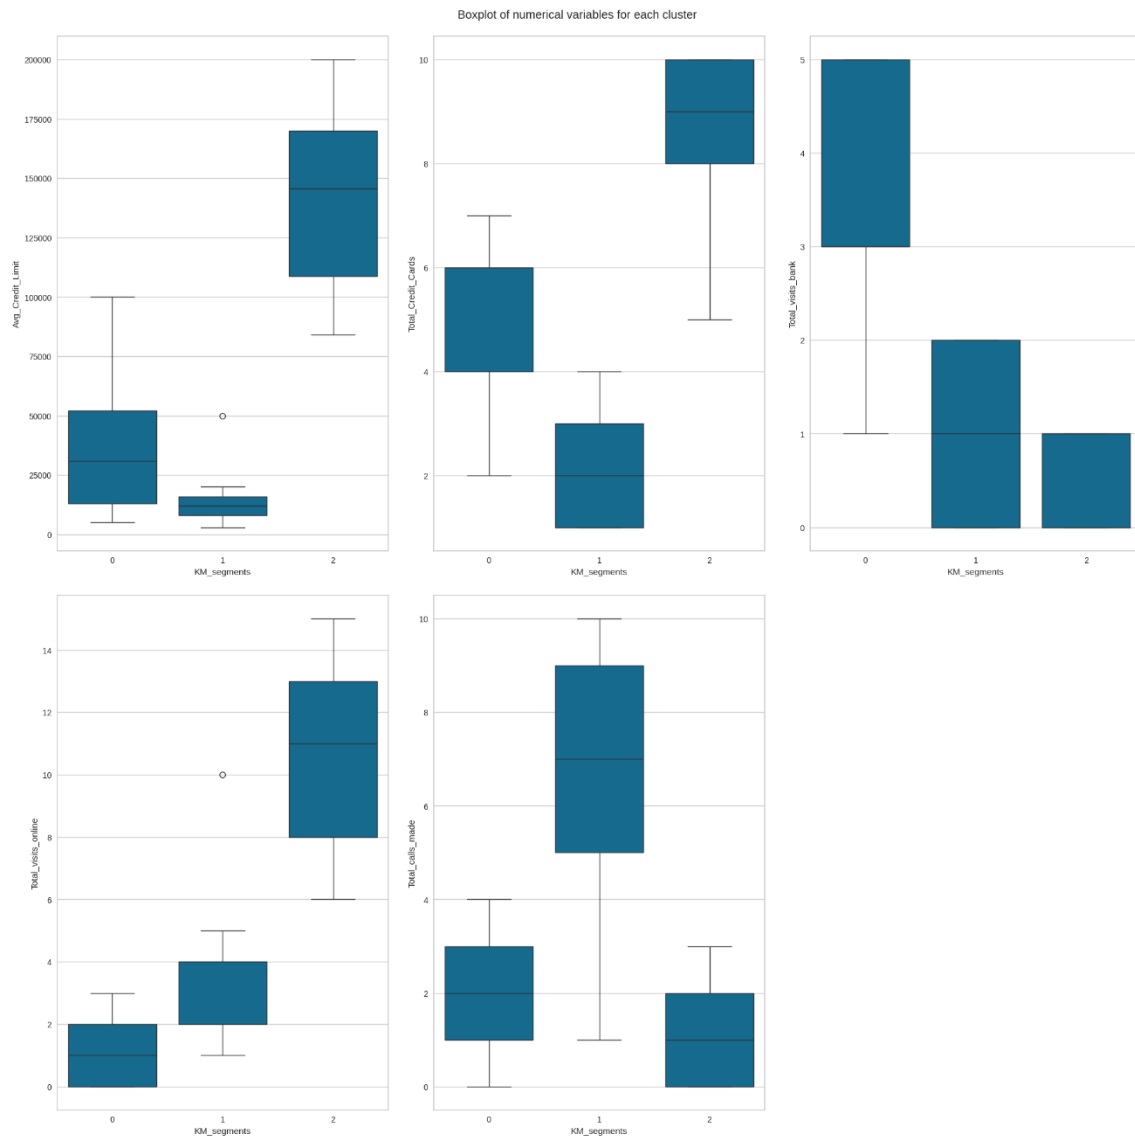 Boxplot of numerical variables for each cluster
Avg_Credit_Limit
200000
175000
150000
125000
100000
75000
50000
25000
0
0 1 2
KM_segments
Total_Credit_Cards
10
8
6
4
2
0 1 2
KM_segments
Total_visits_bank
5
4
3
2
1
0
0 1 2
KM_segments
Total_visits_online
14
12
10
8
6
4
2
0
0 1 2
KM_segments
Total_calls_made
10
8
6
4
2
0
0 1 2
KM_segments